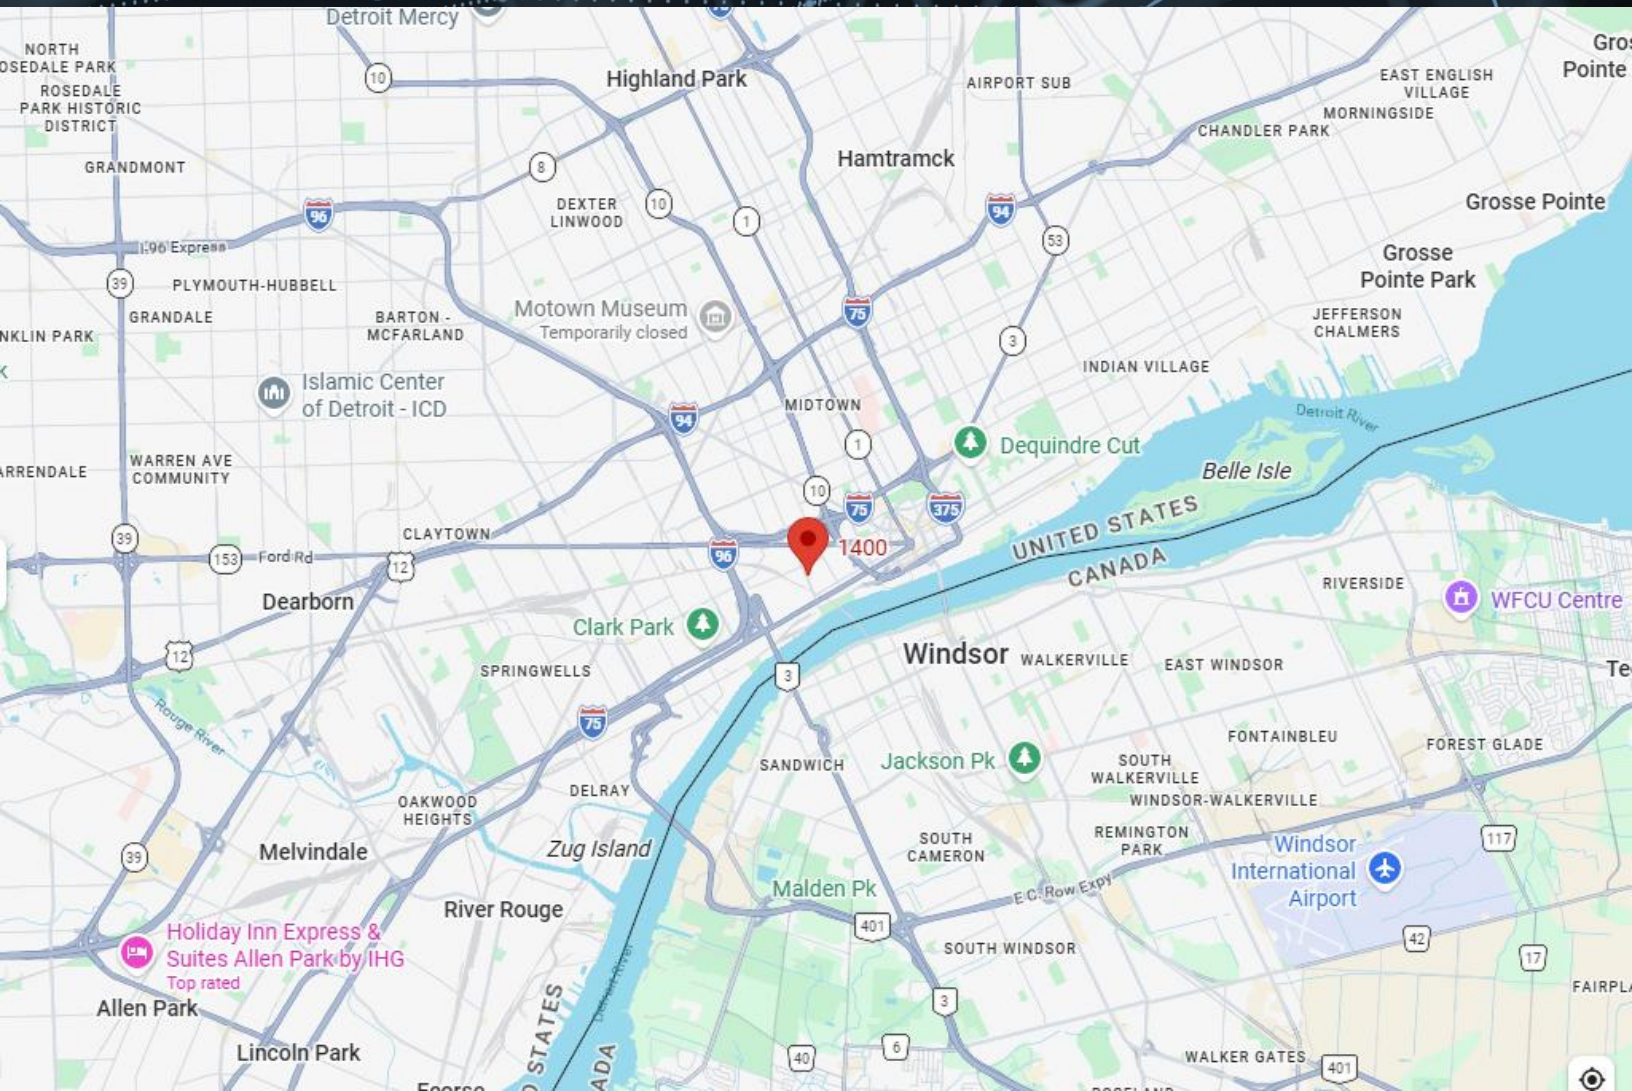 Detroit Mercy
NORTH
OSEDALE PARK
ROSEDALE
PARK HISTORIC
DISTRICT
10
Highland Park
AIRPORT SUB
EAST ENGLISH
VILLAGE
Gros
Pointe
MORNINGSIDE
CHANDLER PARK
GRANDMONT
8
Hamtramck
96
DEXTER
LINWOOD
10
1
94
Grosse Pointe
I-96 Express
53
Grosse
Pointe Park
39
PLYMOUTH-HUBBELL
GRANDALE
BARTON -
MCFARLAND
Motown Museum
Temporarily closed
75
JEFFERSON
CHALMERS
NKLIN PARK
3
K
INDIAN VILLAGE
Islamic Center
of Detroit - ICD
94
MIDTOWN
Detroit River
1
Dequindre Cut
ARRENDALE
WARREN AVE
COMMUNITY
Belle Isle
10
75
375
39
CLAYTOWN
UNITED STATES
CANADA
153
Ford Rd
12
96
1400
RIVERSIDE
WFCU Centre
Dearborn
Clark Park
12
Windsor
WALKERVILLE
EAST WINDSOR
Te
SPRINGWELLS
3
Rouge River
75
FONTAINBLEU
FOREST GLADE
SANDWICH
Jackson Pk
SOUTH
WALKERVILLE
DELRAY
WINDSOR-WALKERVILLE
OAKWOOD
HEIGHTS
REMINGTON
PARK
117
Melvindale
39
Zug Island
SOUTH
CAMERON
Windsor
International
Airport
Malden Pk
E C. Row Expy
River Rouge
401
42
Holiday Inn Express &
Suites Allen Park by IHG
Top rated
SOUTH WINDSOR
17
FAIRPLA
Allen Park
Detroit River
3
Lincoln Park
D STATES
ADA
40
6
WALKER GATES
401
Ecorse
ROSELAND